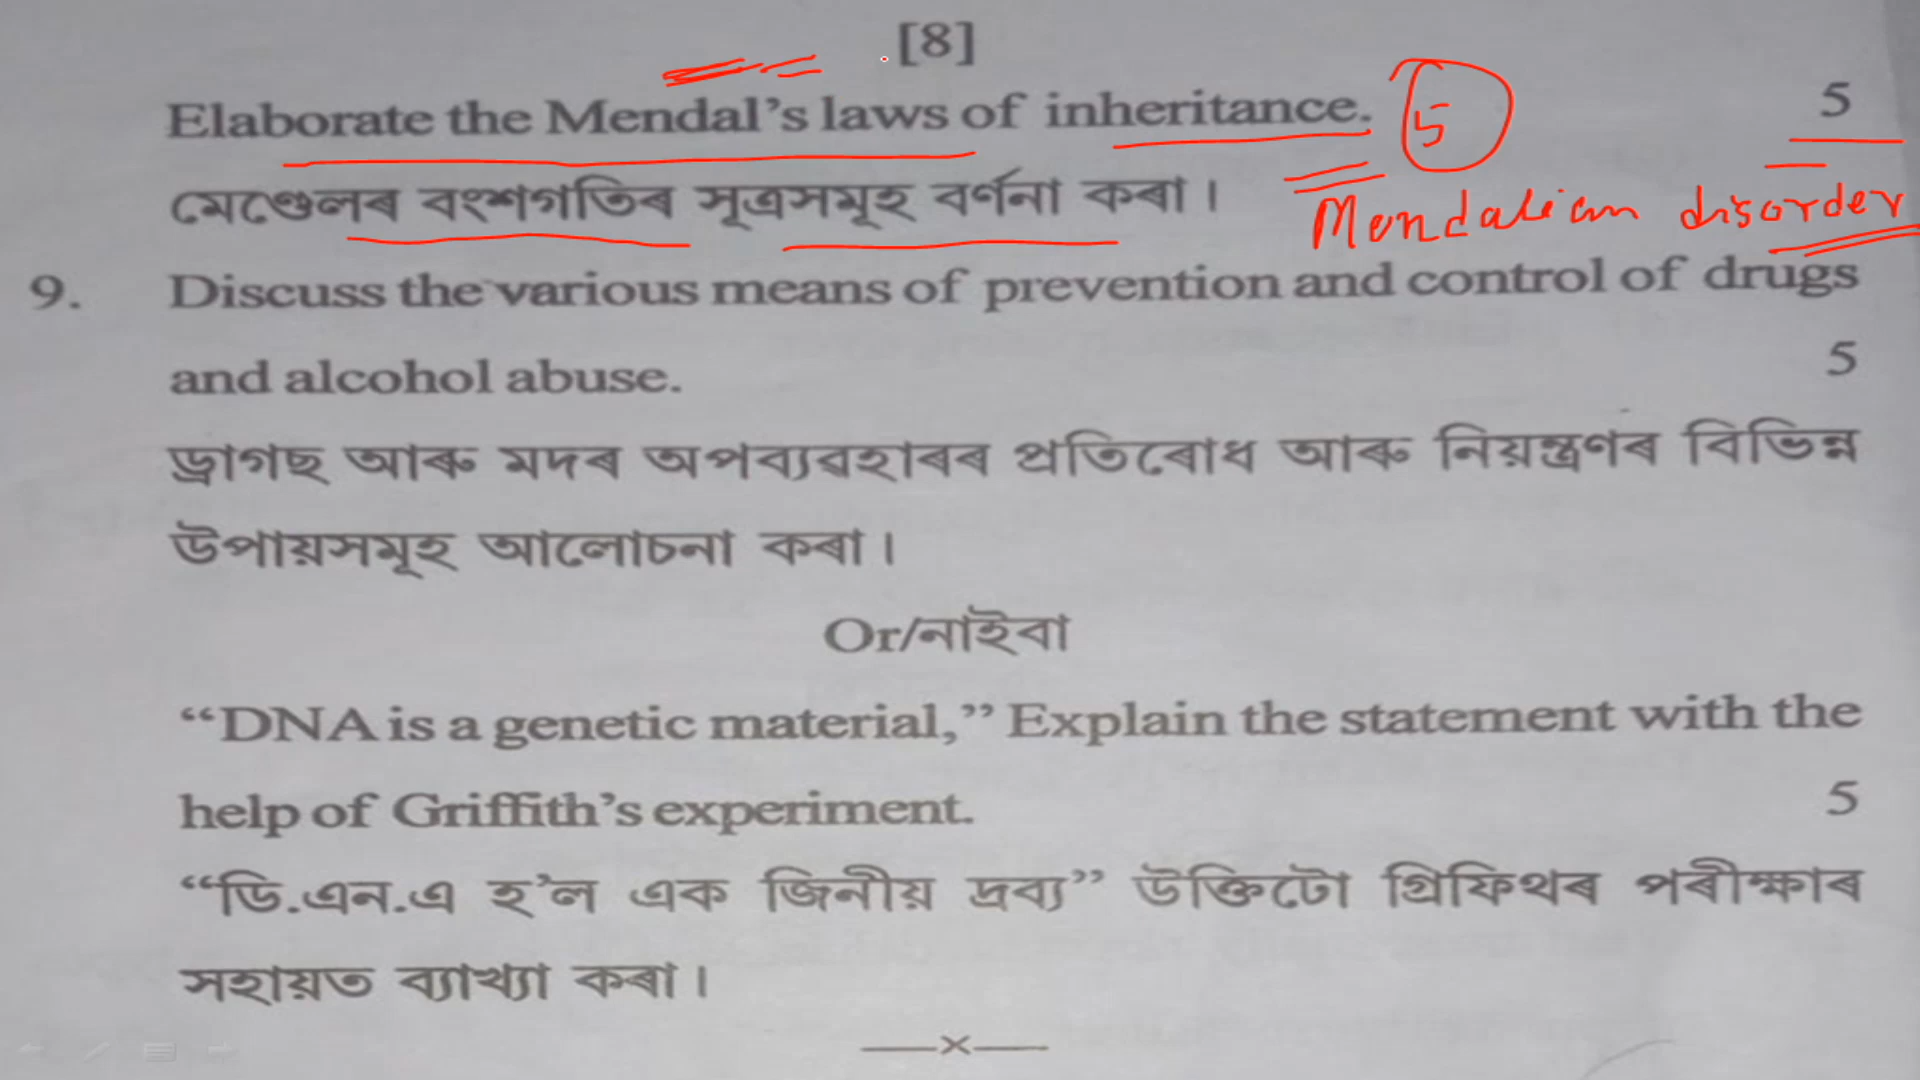 [8]
Elaborate the Mendal's laws of inheritance. 5 5
মেণ্ডেলৰ বংশগতিৰ সূত্ৰসমূহ বৰ্ণনা কৰা। Mendalian disorder
9. Discuss the various means of prevention and control of drugs
and alcohol abuse. 5
ড্ৰাগছ আৰু মদৰ অপব্যৱহাৰৰ প্ৰতিৰোধ আৰু নিয়ন্ত্ৰণৰ বিভিন্ন
উপায়সমূহ আলোচনা কৰা।
Or/নাইবা
“DNA is a genetic material,” Explain the statement with the
help of Griffith's experiment. 5
“ডি.এন.এ হ'ল এক জিনীয় দ্ৰব্য” উক্তিটো গ্ৰিফিথৰ পৰীক্ষাৰ
সহায়ত ব্যাখ্যা কৰা।
—x—